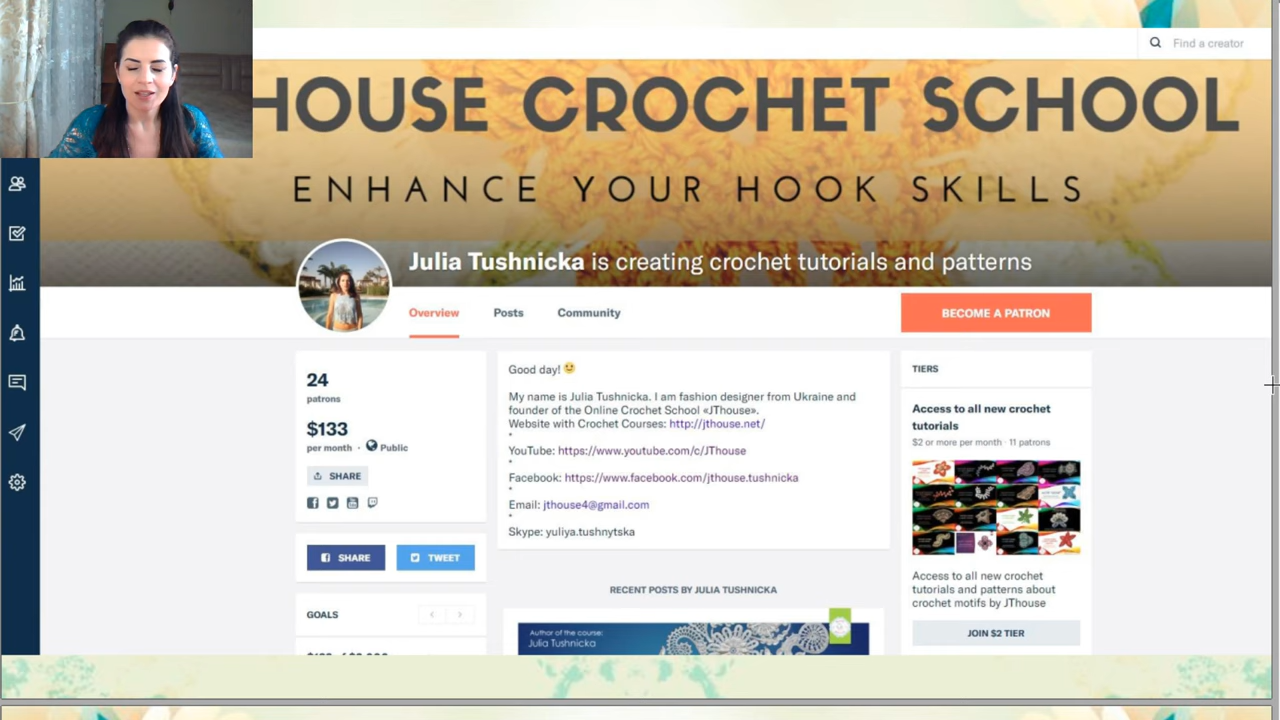 Find a creator
HOUSE CROCHET SCHOOL
ENHANCE YOUR HOOK SKILLS
Julia Tushnicka is creating crochet tutorials and patterns
Overview
Posts
Community
BECOME A PATRON
24
patrons
$133
per month · Public
SHARE
SHARE
TWEET
GOALS
Good day!
My name is Julia Tushnicka. I am fashion designer from Ukraine and
founder of the Online Crochet School «JThouse».
Website with Crochet Courses: http://jthouse.net/
*
YouTube: https://www.youtube.com/c/JThouse
*
Facebook: https://www.facebook.com/jthouse.tushnicka
*
Email: jthouse4@gmail.com
*
Skype: yuliya.tushnytska
RECENT POSTS BY JULIA TUSHNICKA
Author of the course:
Julia Tushnicka
TIERS
Access to all new crochet
tutorials
$2 or more per month · 11 patrons
Access to all new crochet
tutorials and patterns about
crochet motifs by JThouse
JOIN $2 TIER